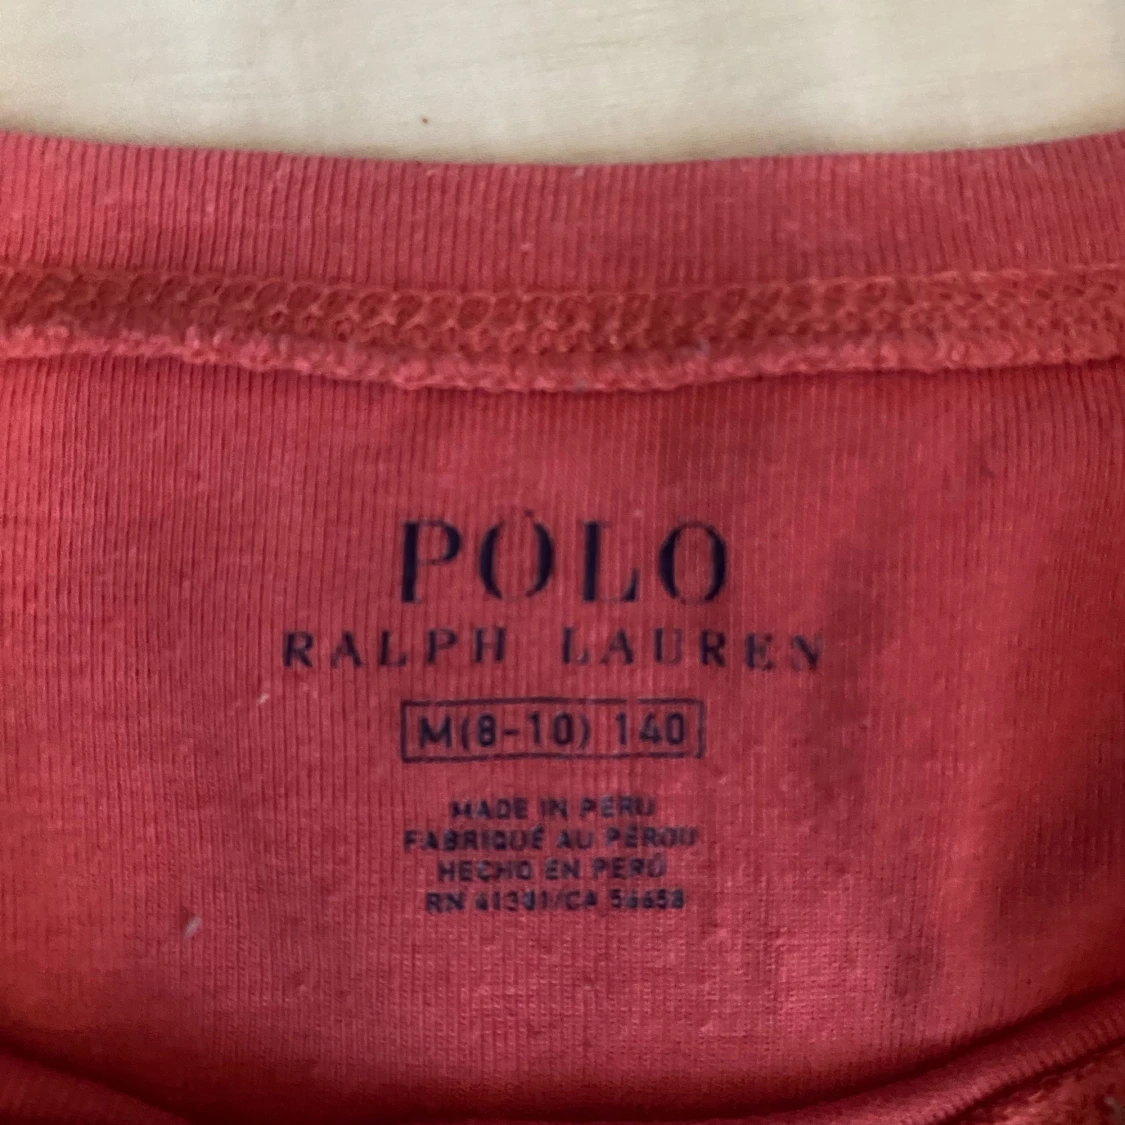 POLO
RALPH LAUREN
M(8-10) 140
MADE IN PERU
FABRIQUÉ AU PÉROU
HECHO EN PERÚ
RN 41381/CA 56658